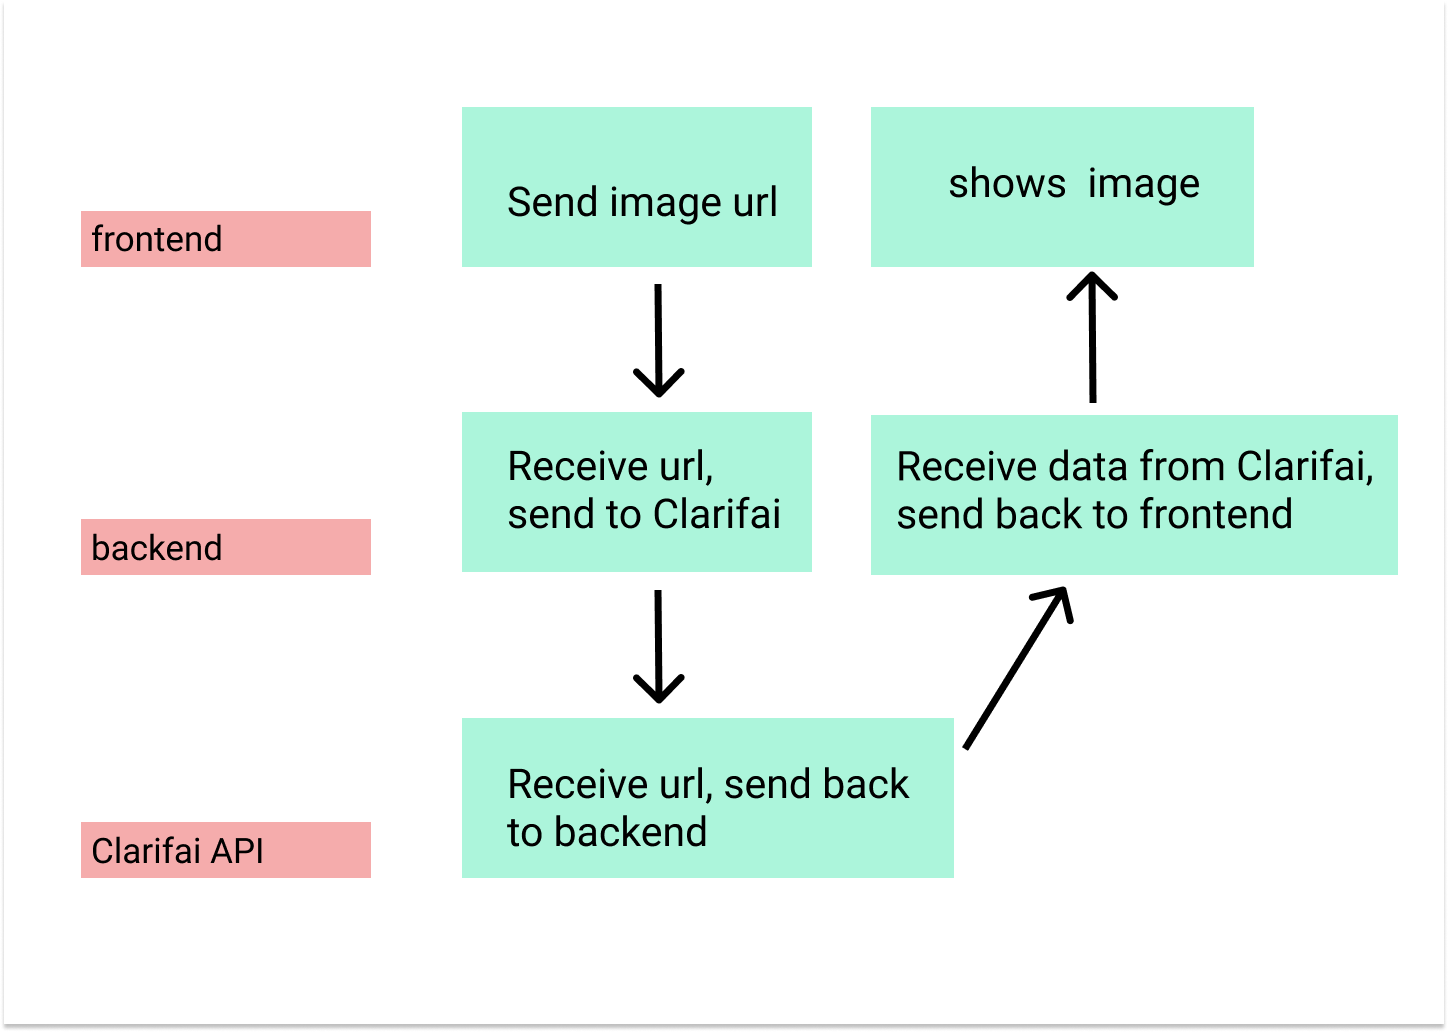 Send image url
shows image
frontend
Receive url,
send to Clarifai
Receive data from Clarifai,
send back to frontend
backend
Receive url, send back
to backend
Clarifai API